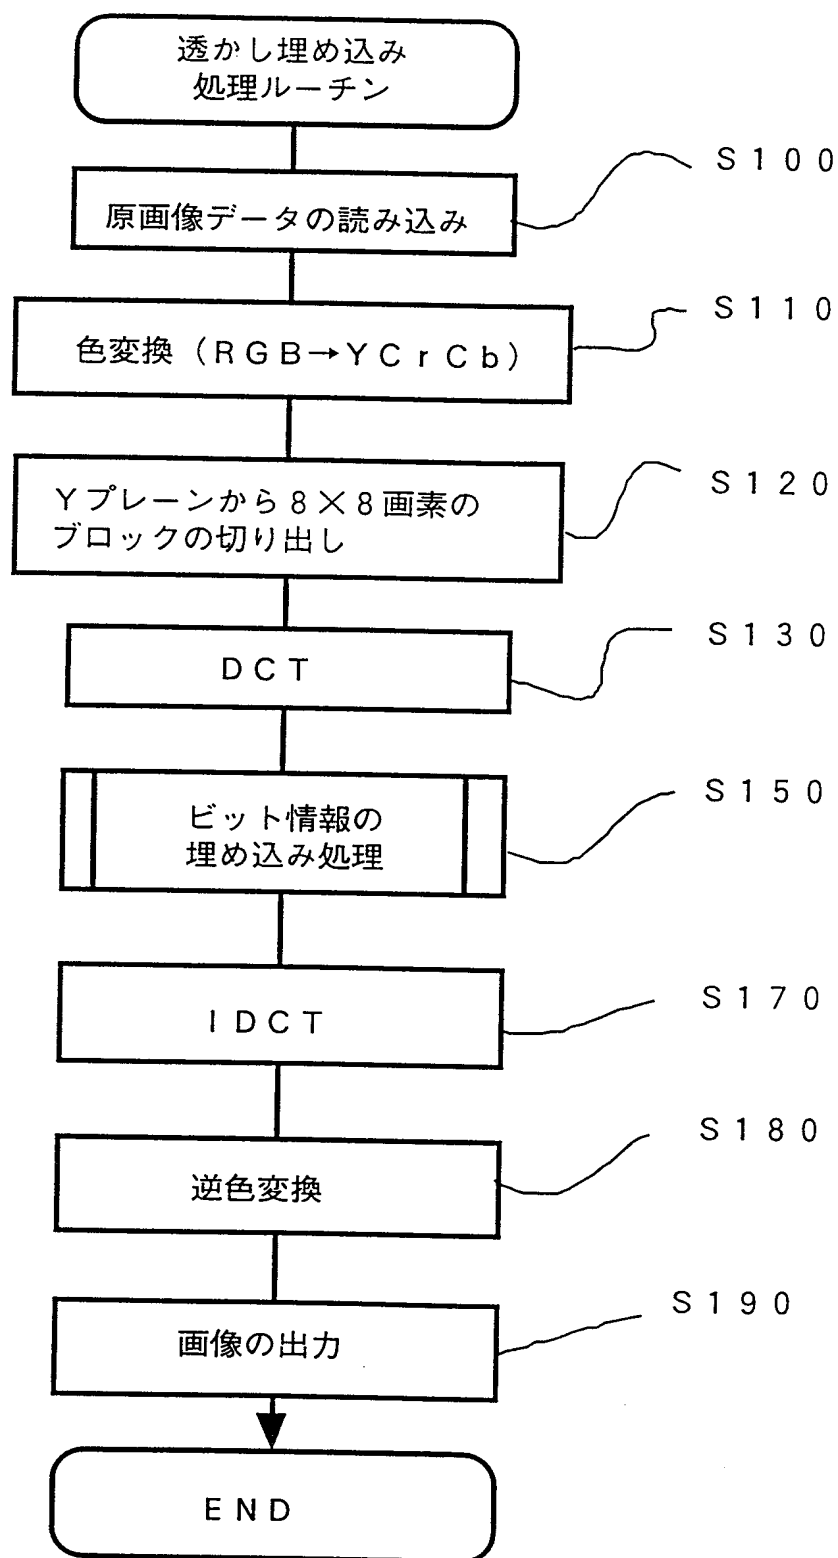 透かし埋め込み
処理ルーチン
S100
原画像データの読み込み
S110
色変換（RGB→YCrCb）
S120
Yプレーンから8×8画素の
ブロックの切り出し
S130
DCT
S150
ビット情報の
埋め込み処理
S170
IDCT
S180
逆色変換
S190
画像の出力
END